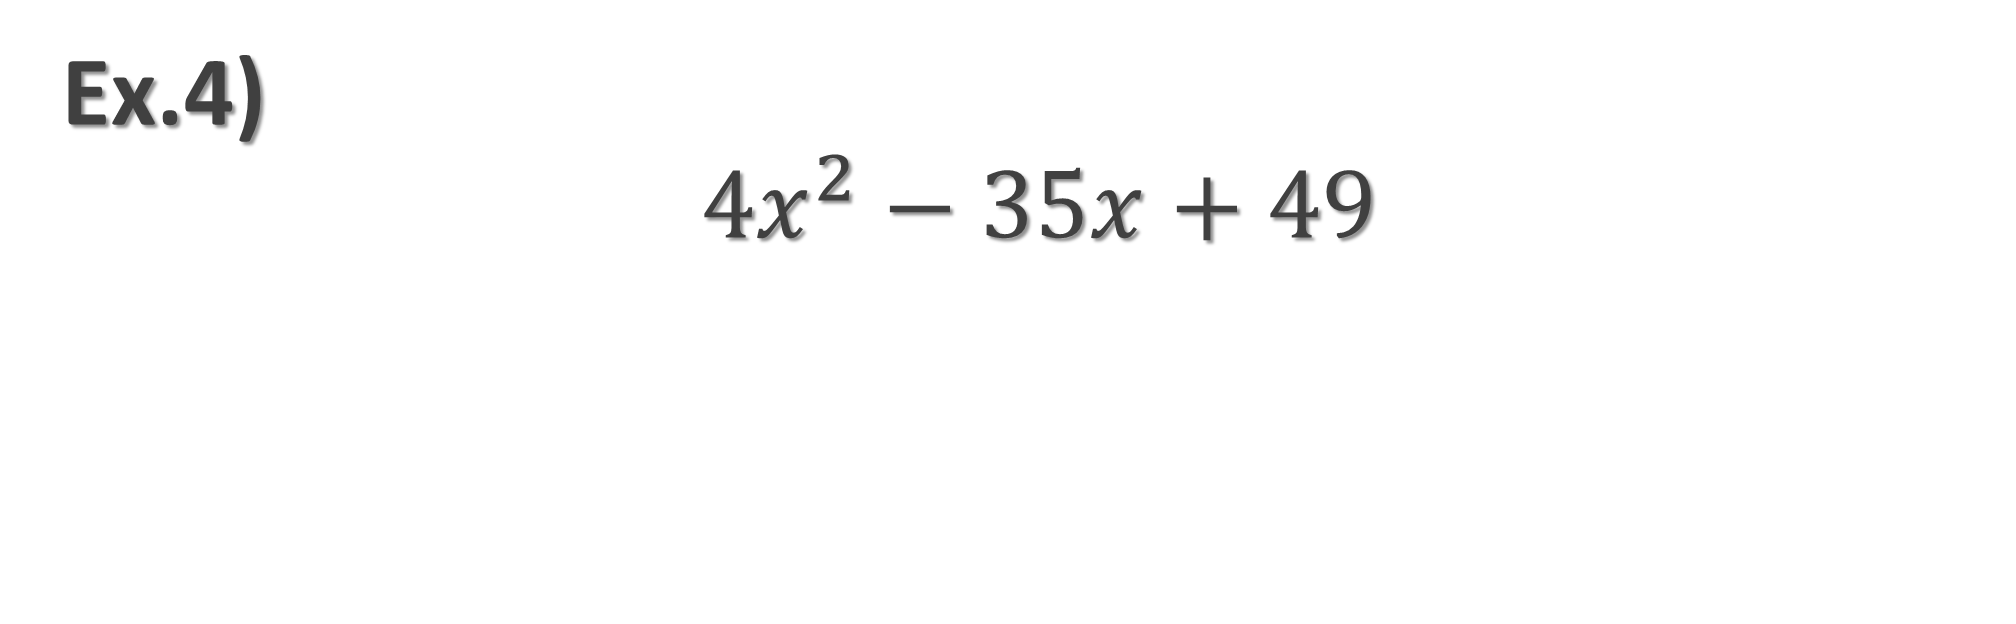 Ex.4)
4x² − 35x + 49